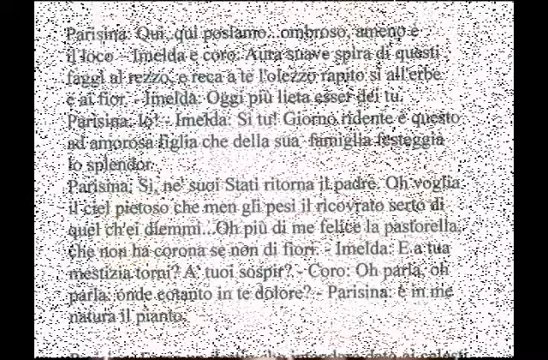 Parisina: Qui..qui posiamo...ombroso, ameno è
il loco - Imelda e coro: Aura suave spira di questi
faggi al rezzo, e reca a te l'olezzo rapito sì all'erbe
e ai fior. - Imelda: Oggi più lieta esser dei tu.
Parisina: Io! - Imelda: Si tu! Giorno ridente è questo
ad amorosa figlia che della sua famiglia festeggia
lo splendor.
Parisina: Si, ne' suoi Stati ritorna il padre. Oh voglia
il ciel pietoso che men gli pesi il ricovrato serto di
quel ch'ei diemmi...Oh più di me felice la pastorella,
che non ha corona se non di fiori. - Imelda: E a tua
mestizia torni? A' tuoi sospir? - Coro: Oh parla, oh
parla: onde cotanto in te dolore? - Parisina: è in me
natura il pianto.